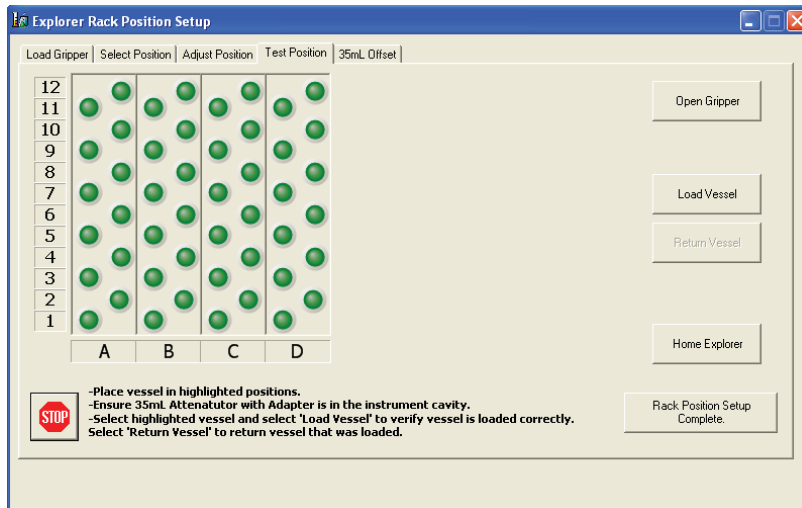 Explorer Rack Position Setup
Load Gripper Select Position Adjust Position Test Position 35mL Offset
12
11
10
9
8
7
6
5
4
3
2
1
A B C D
Open Gripper
Load Vessel
Return Vessel
Home Explorer
Rack Position Setup
Complete.
STOP
-Place vessel in highlighted positions.
-Ensure 35mL Attenatutor with Adapter is in the instrument cavity.
-Select highlighted vessel and select 'Load Vessel' to verify vessel is loaded correctly.
Select 'Return Vessel' to return vessel that was loaded.